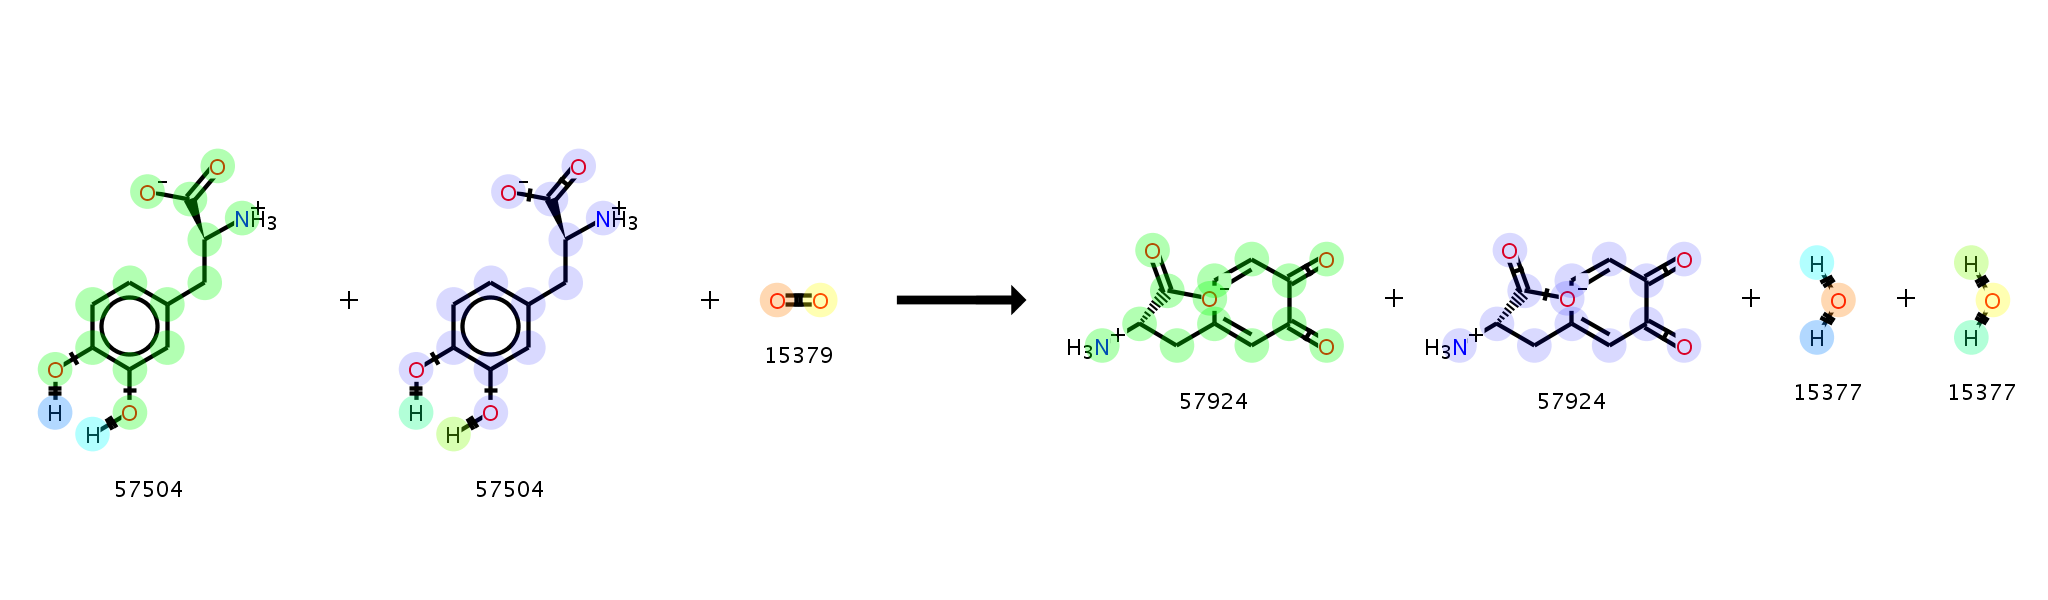 O⁻ O NH₃⁺ O H H O
57504
+
O⁻ O NH₃⁺ O H H O
57504
+
O O
15379
O O⁻ O O H₃N⁺
57924
+
O O⁻ O O H₃N⁺
57924
+
H O H
15377
+
H O H
15377